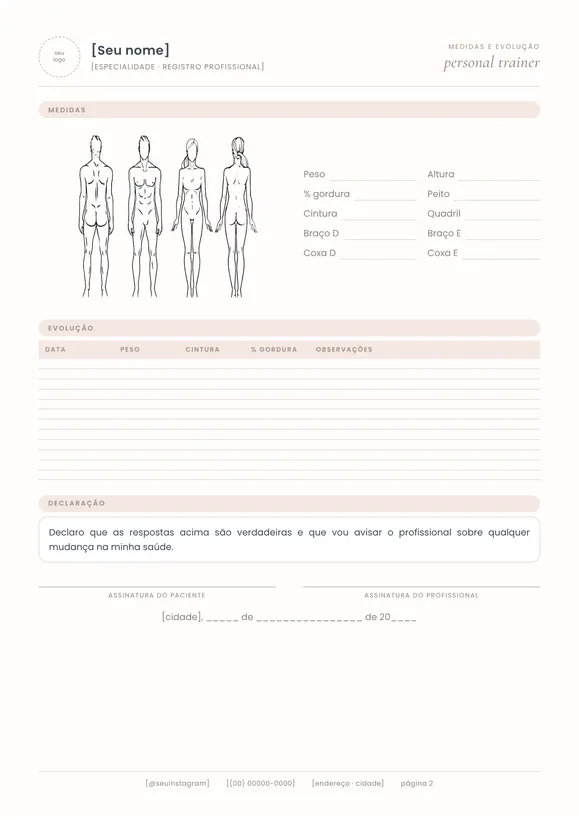 seu
logo
[Seu nome]
[ESPECIALIDADE · REGISTRO PROFISSIONAL]
MEDIDAS E EVOLUÇÃO
personal trainer
MEDIDAS
Peso
Altura
% gordura
Peito
Cintura
Quadril
Braço D
Braço E
Coxa D
Coxa E
EVOLUÇÃO
DATA PESO CINTURA % GORDURA OBSERVAÇÕES
DECLARAÇÃO
Declaro que as respostas acima são verdadeiras e que vou avisar o profissional sobre qualquer
mudança na minha saúde.
ASSINATURA DO PACIENTE
ASSINATURA DO PROFISSIONAL
[cidade], _____ de ________________ de 20____
[@seuinstagram] [(00) 00000-0000] [endereço · cidade] página 2